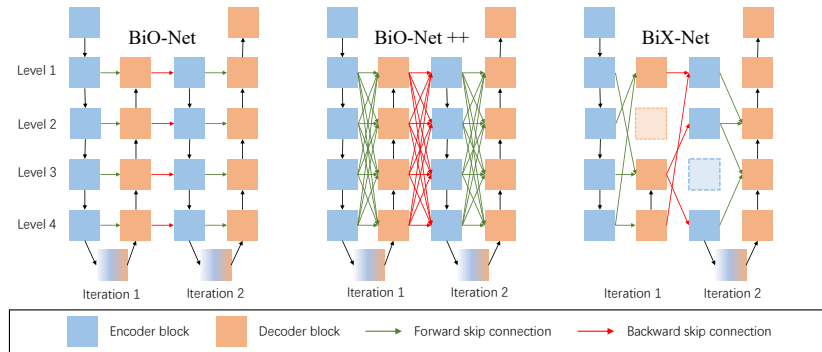 BiO-Net
BiO-Net ++
BiX-Net
Level 1
Level 2
Level 3
Level 4
Iteration 1
Iteration 2
Iteration 1
Iteration 2
Iteration 1
Iteration 2
Encoder block
Decoder block
Forward skip connection
Backward skip connection